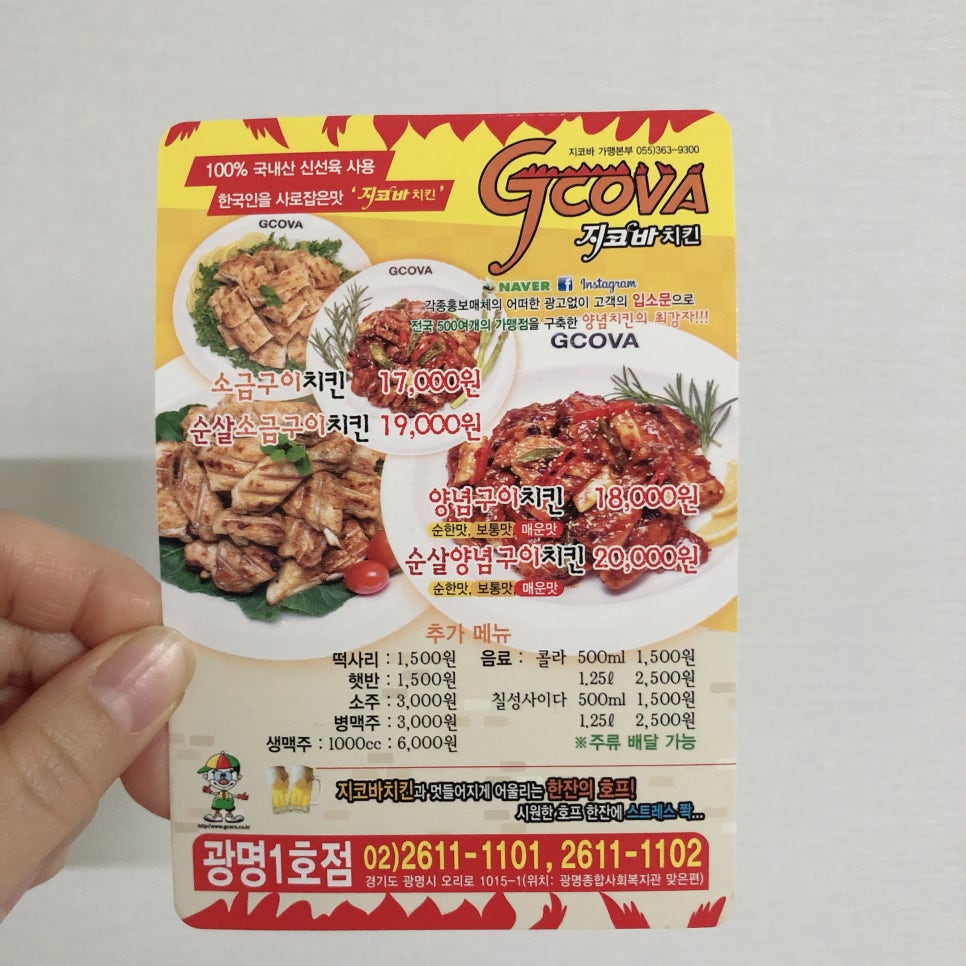 지코바 가맹본부 055)363-9300
100% 국내산 신선육 사용
한국인을 사로잡은맛 '지코바 치킨'
GCOVA
지코바치킨
GCOVA
GCOVA
NAVER f Instagram
각종홍보매체의 어떠한 광고없이 고객의 입소문으로
전국 500여개의 가맹점을 구축한 양념치킨의 최강자!!!
GCOVA
소금구이치킨 17,000원
순살소금구이치킨 19,000원
양념구이치킨 18,000원
순한맛, 보통맛, 매운맛
순살양념구이치킨 20,000원
순한맛, 보통맛, 매운맛
추가 메뉴
떡사리 : 1,500원
햇반 : 1,500원
소주 : 3,000원
병맥주 : 3,000원
생맥주 : 1000cc : 6,000원
음료 : 콜라 500ml 1,500원
1.25ℓ 2,500원
칠성사이다 500ml 1,500원
1.25ℓ 2,500원
※주류 배달 가능
지코바치킨과 멋들어지게 어울리는 한잔의 호프!
시원한 호프 한잔에 스트레스 쫙...
http://www.gcova.co.kr
광명1호점 02)2611-1101, 2611-1102
경기도 광명시 오리로 1015-1(위치: 광명종합사회복지관 맞은편)